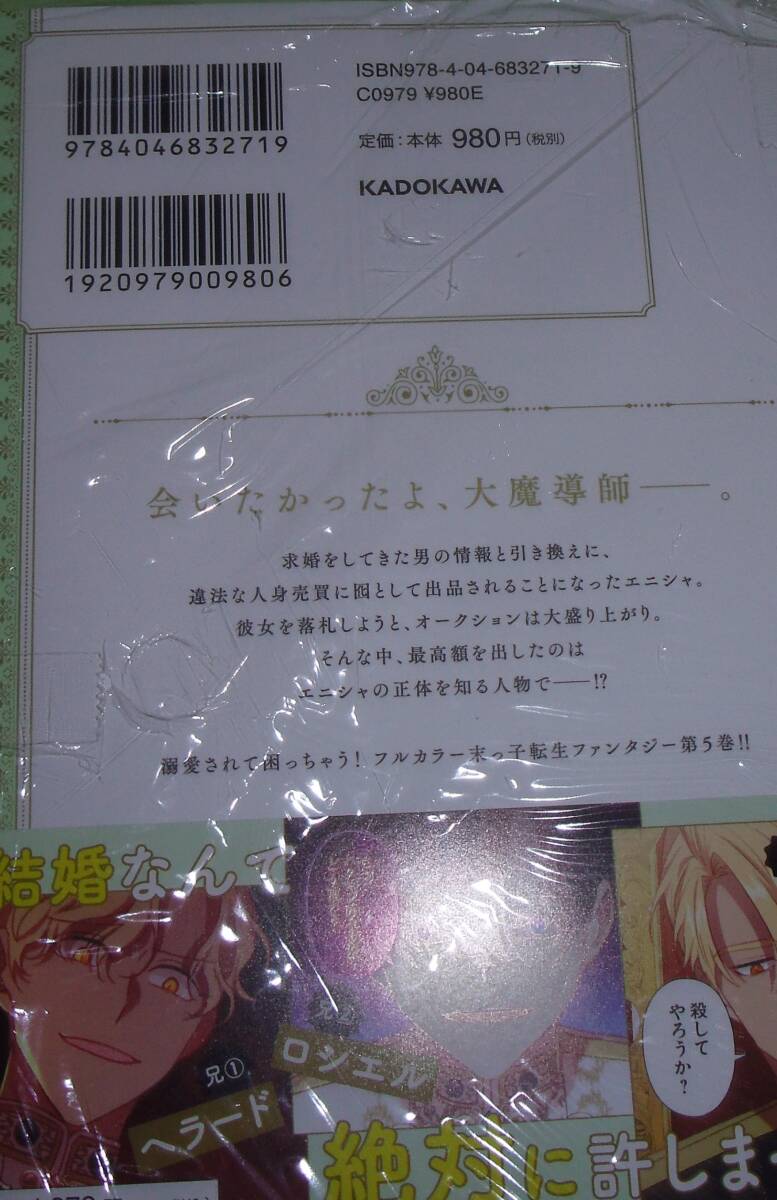 ISBN978-4-04-683271-9
C0979 ¥980E
9784046832719
定価：本体 980円（税別）
KADOKAWA
1920979009806
会いたかったよ、大魔導師――。
求婚をしてきた男の情報と引き換えに、
違法な人身売買に囮として出品されることになったエニシャ。
彼女を落札しようと、オークションは大盛り上がり。
そんな中、最高額を出したのは
エニシャの正体を知る人物で――!?
溺愛されて困っちゃう！ フルカラー末っ子転生ファンタジー第5巻!!
結婚なんて
兄①
ヘラード
兄②
ロシエル
殺して
やろうか？
絶対に許しま